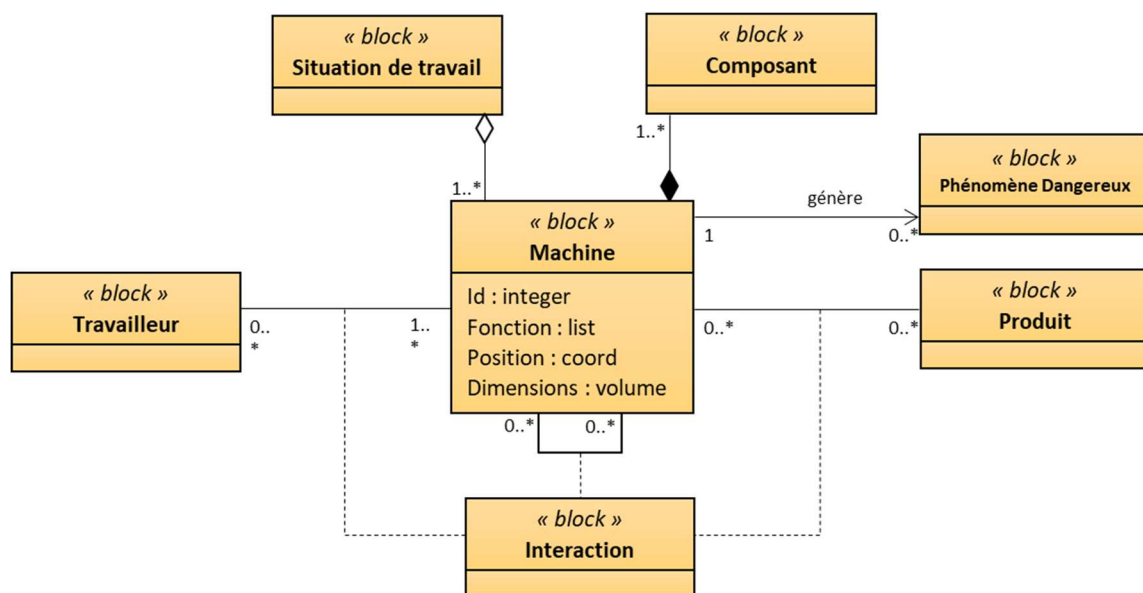 « block »
Situation de travail
« block »
Composant
1..*
1..*
« block »
Phénomène Dangereux
génère
1
0..*
« block »
Machine
Id : integer
Fonction : list
Position : coord
Dimensions : volume
« block »
Travailleur
0..
*
1..
*
0..*
0..*
« block »
Produit
0..*
0..*
« block »
Interaction